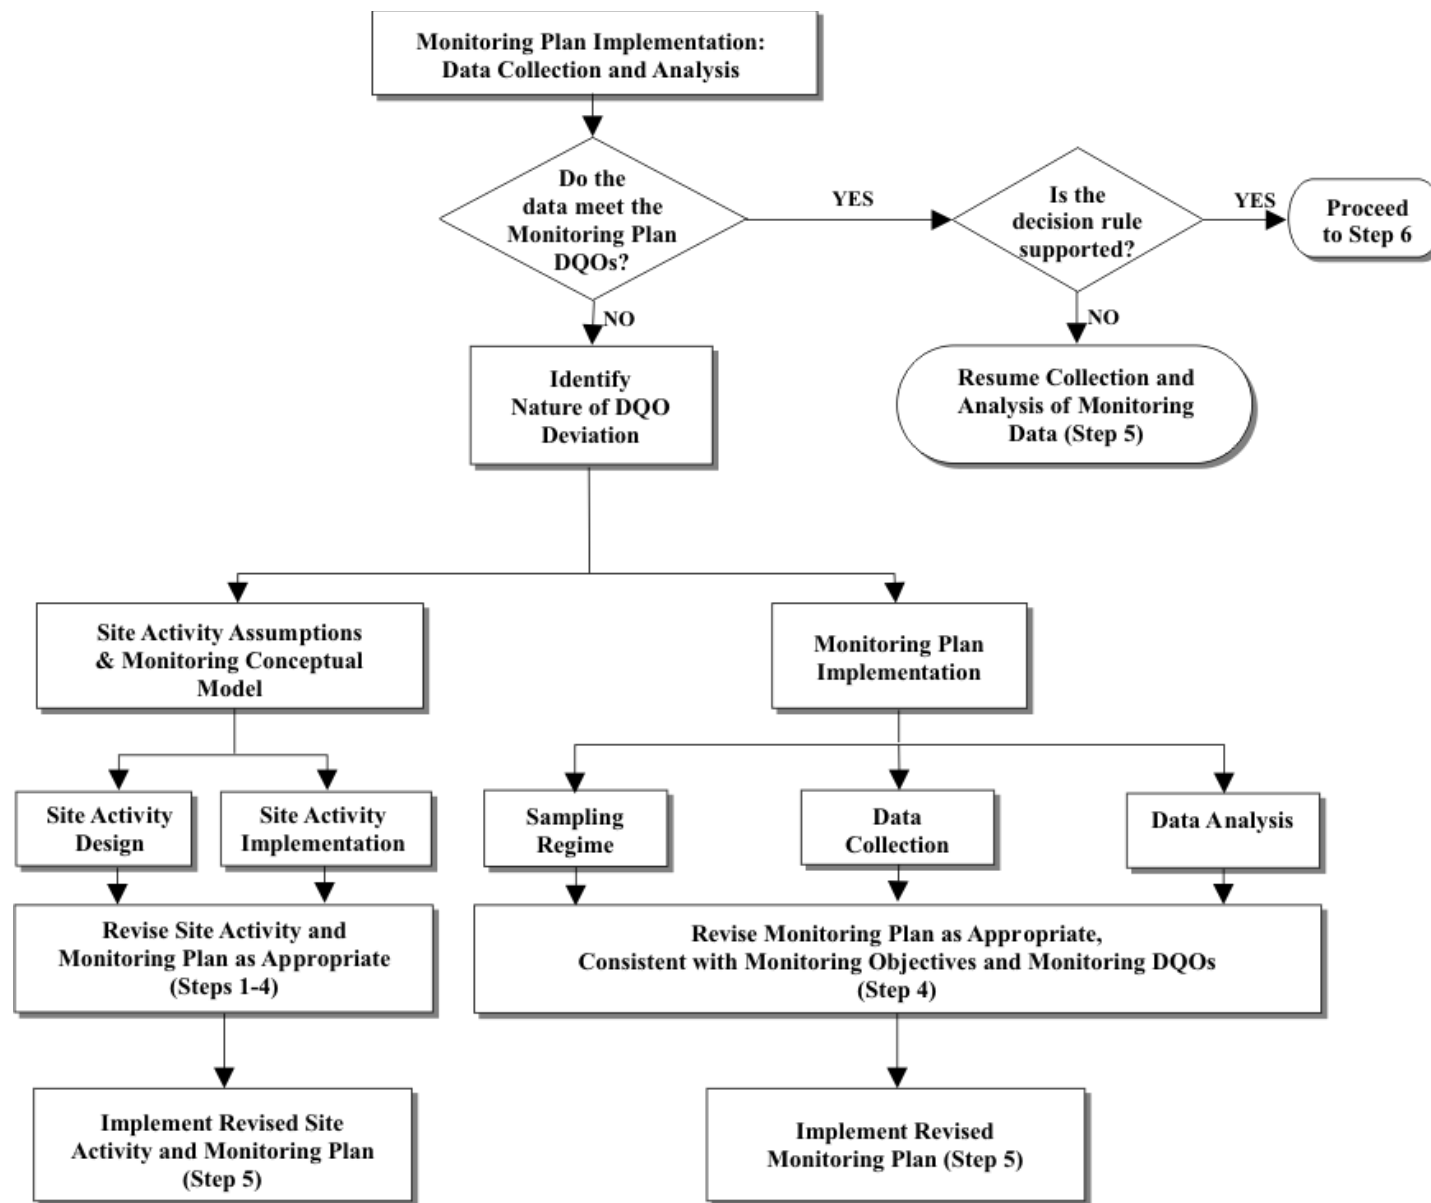 Monitoring Plan Implementation:
Data Collection and Analysis
Do the
data meet the
Monitoring Plan
DQOs?
YES
Is the
decision rule
supported?
YES
Proceed
to Step 6
NO
NO
Identify
Nature of DQO
Deviation
Resume Collection and
Analysis of Monitoring
Data (Step 5)
Site Activity Assumptions
& Monitoring Conceptual
Model
Monitoring Plan
Implementation
Site Activity
Design
Site Activity
Implementation
Sampling
Regime
Data
Collection
Data Analysis
Revise Site Activity and
Monitoring Plan as Appropriate
(Steps 1-4)
Revise Monitoring Plan as Appropriate,
Consistent with Monitoring Objectives and Monitoring DQOs
(Step 4)
Implement Revised Site
Activity and Monitoring Plan
(Step 5)
Implement Revised
Monitoring Plan (Step 5)